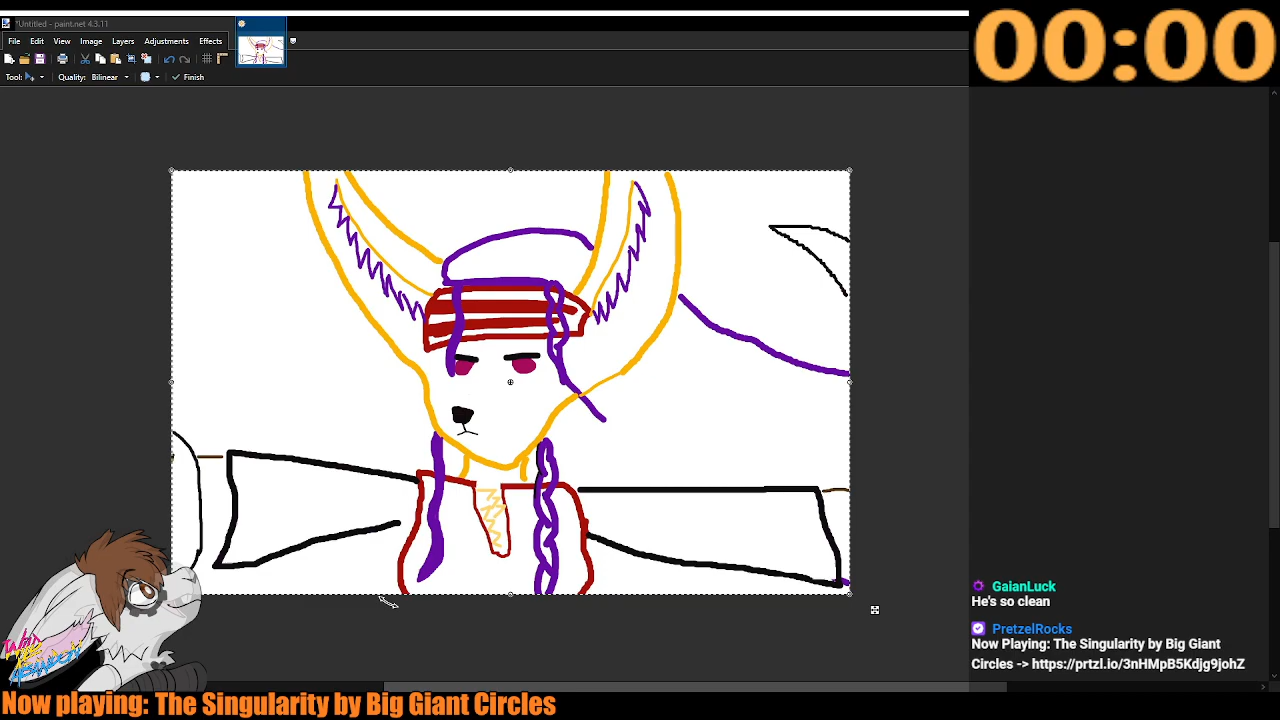 *Untitled - paint.net 4.3.11
File Edit View Image Layers Adjustments Effects
Tool: Quality: Bilinear Finish
00:00
GaianLuck
He's so clean
PretzelRocks
Now Playing: The Singularity by Big Giant
Circles -> https://prtzl.io/3nHMpB5Kdjg9johZ
Now playing: The Singularity by Big Giant Circles